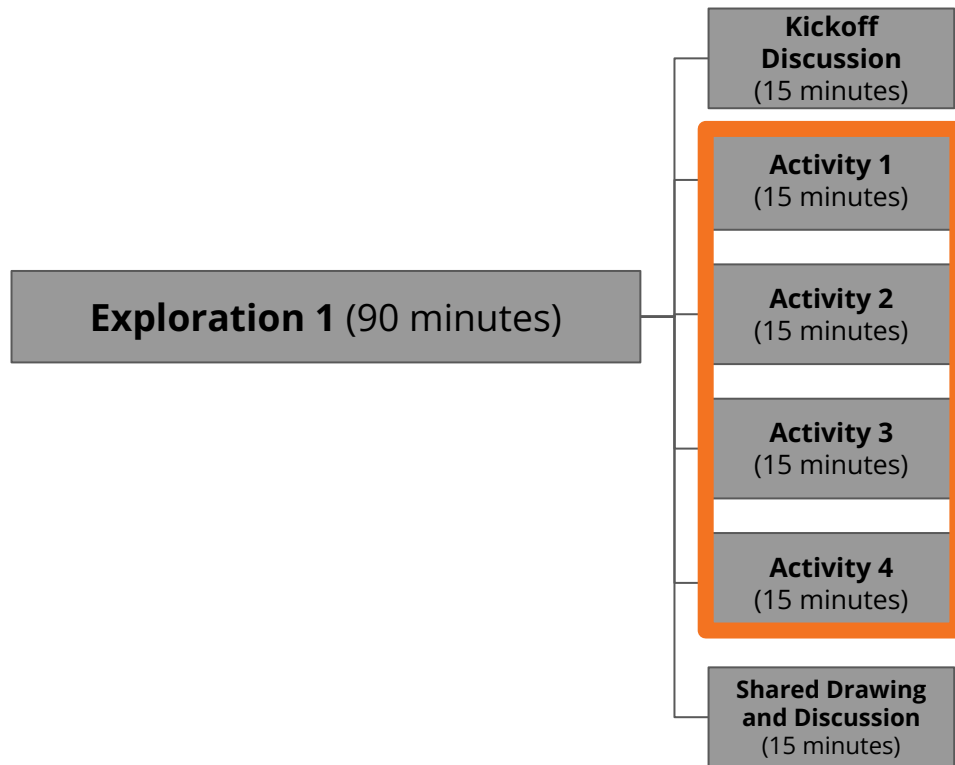 Kickoff
Discussion
(15 minutes)
Activity 1
(15 minutes)
Activity 2
(15 minutes)
Exploration 1 (90 minutes)
Activity 3
(15 minutes)
Activity 4
(15 minutes)
Shared Drawing
and Discussion
(15 minutes)